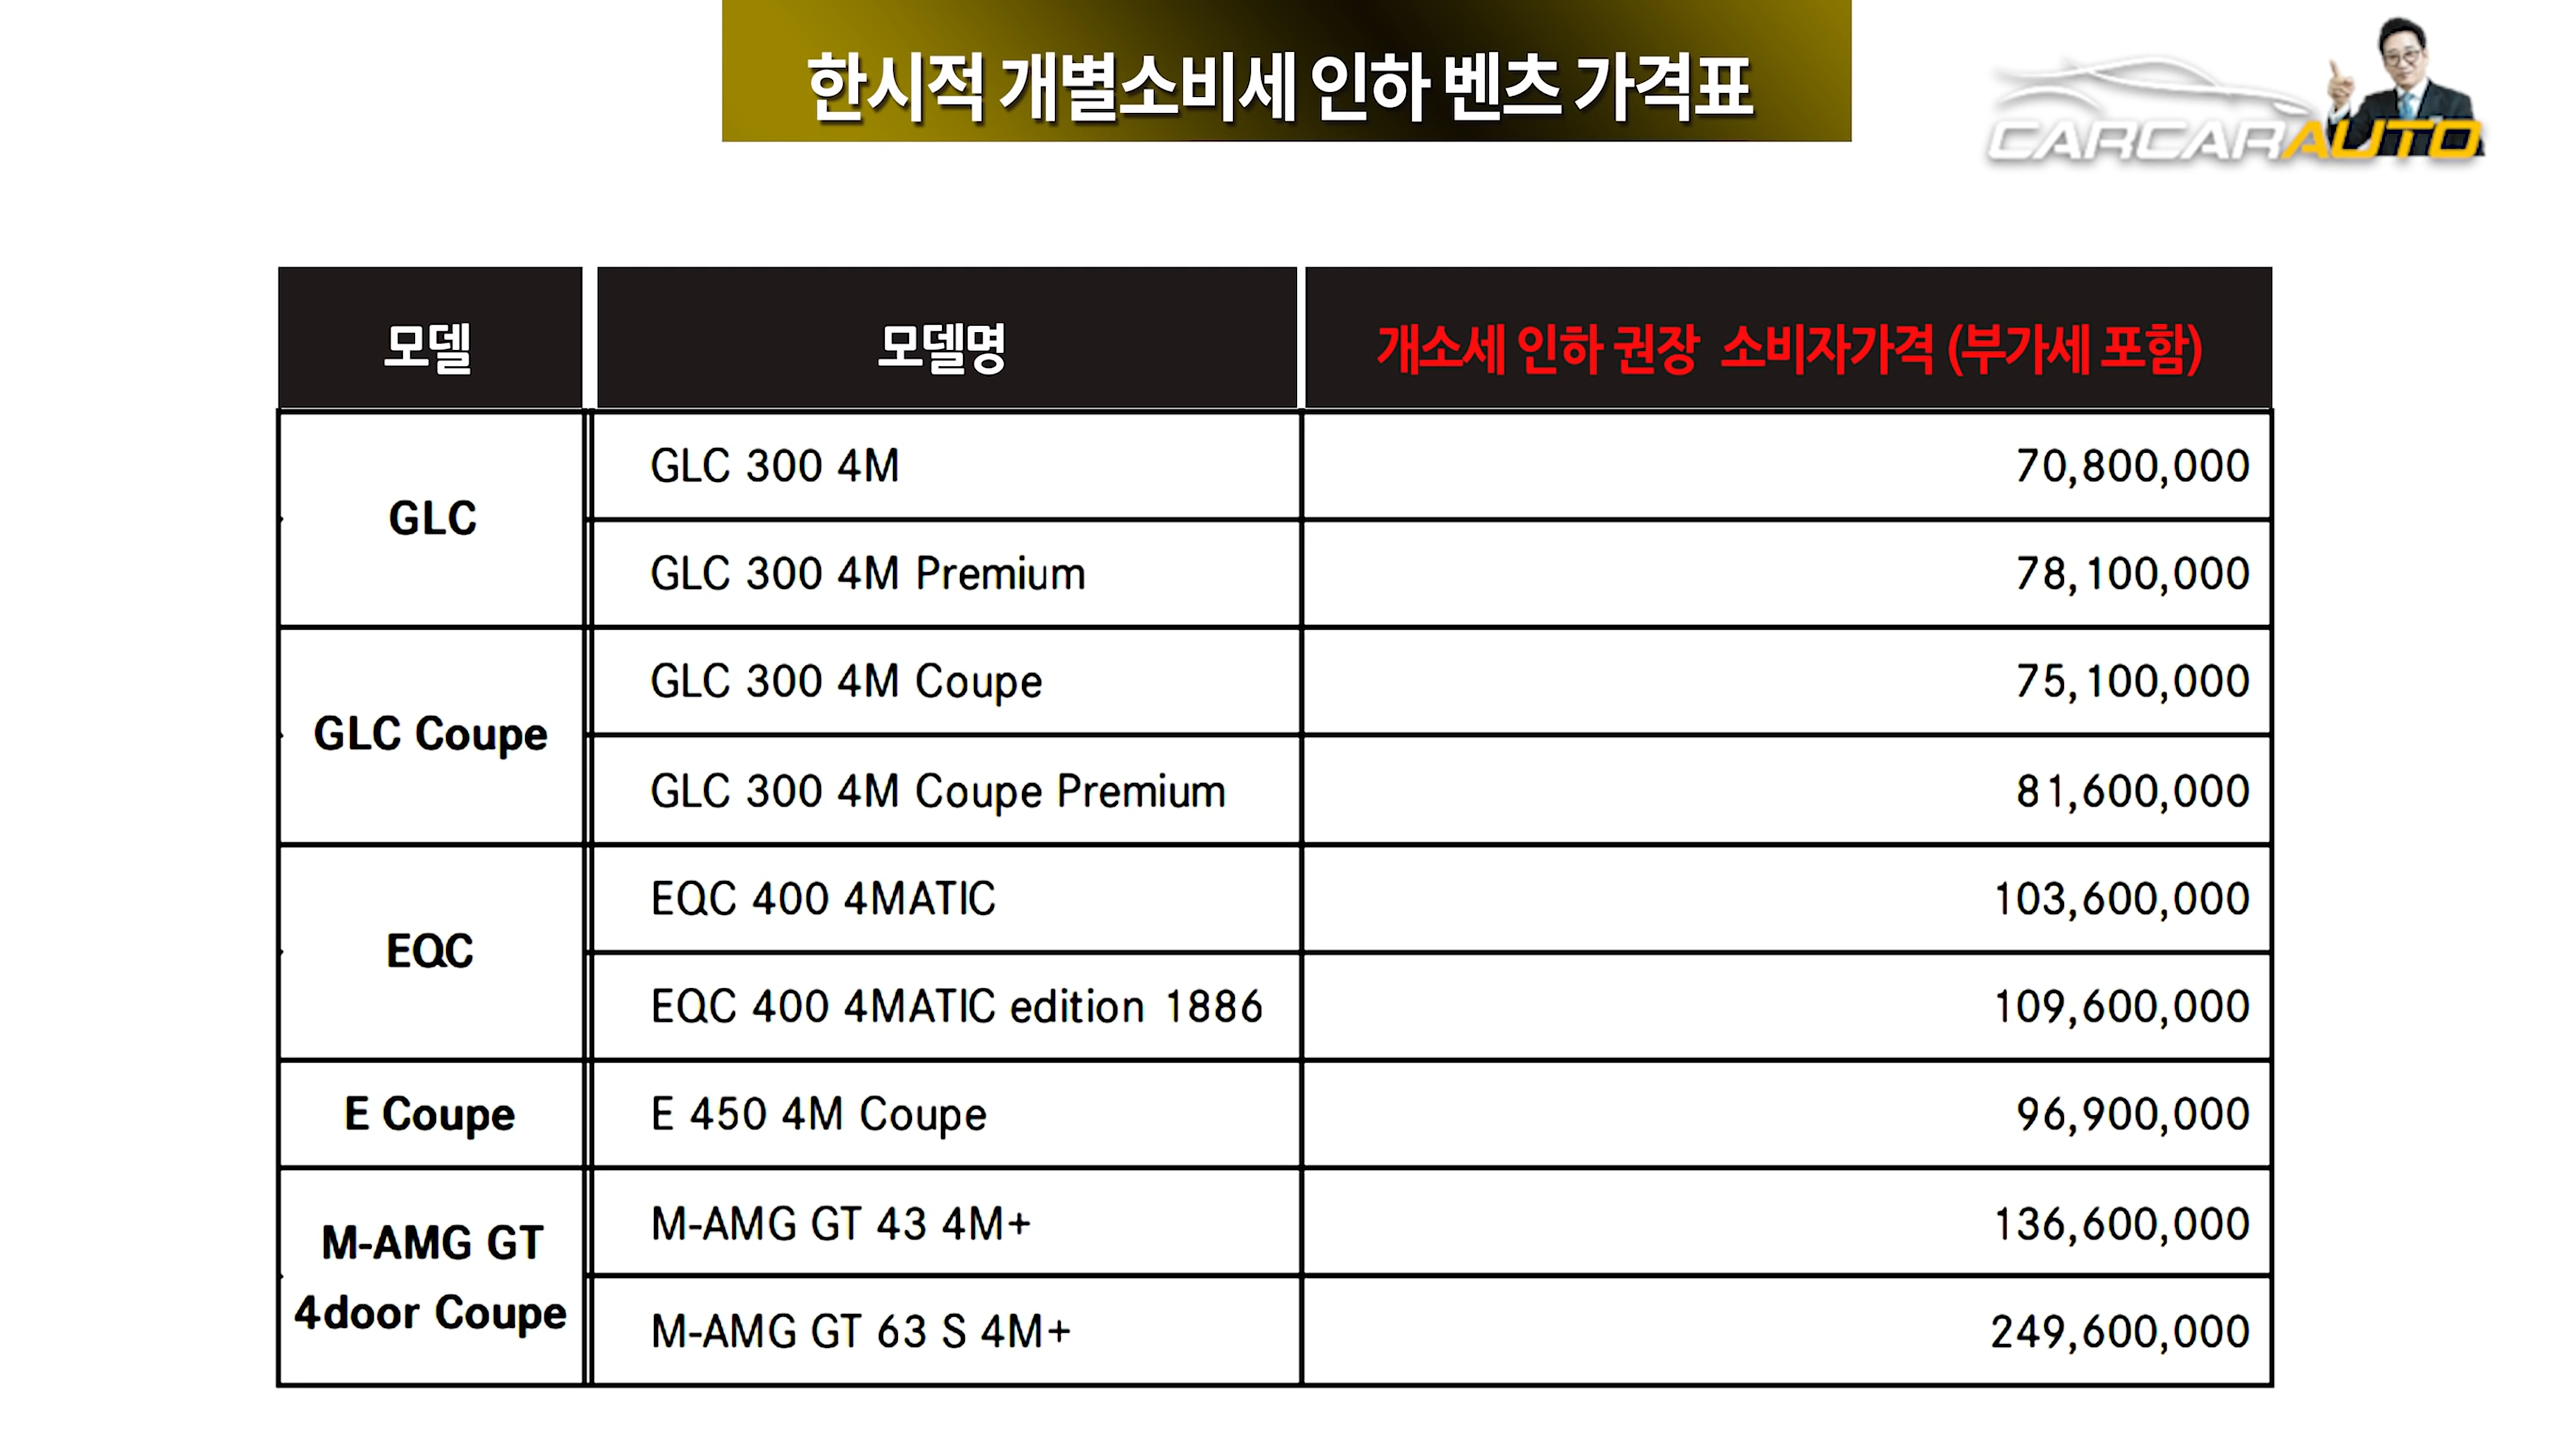 한시적 개별소비세 인하 벤츠 가격표
CARCARAUTO
모델 모델명 개소세 인하 권장 소비자가격 (부가세 포함)
GLC
GLC 300 4M 70,800,000
GLC 300 4M Premium 78,100,000
GLC Coupe
GLC 300 4M Coupe 75,100,000
GLC 300 4M Coupe Premium 81,600,000
EQC
EQC 400 4MATIC 103,600,000
EQC 400 4MATIC edition 1886 109,600,000
E Coupe E 450 4M Coupe 96,900,000
M-AMG GT
4door Coupe
M-AMG GT 43 4M+ 136,600,000
M-AMG GT 63 S 4M+ 249,600,000